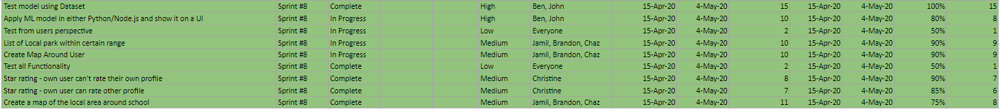 Test model using Dataset Sprint #8 Complete High Ben, John 15-Apr-20 4-May-20 15 15-Apr-20 4-May-20 100% 15
Apply ML model in either Python/Node.js and show it on a UI Sprint #8 In Progress High Ben, John 15-Apr-20 4-May-20 10 15-Apr-20 4-May-20 80% 8
Test from users perspective Sprint #8 In Progress Low Everyone 15-Apr-20 4-May-20 2 15-Apr-20 4-May-20 50% 1
List of Local park within certain range Sprint #8 In Progress Medium Jamil, Brandon, Chaz 15-Apr-20 4-May-20 10 15-Apr-20 4-May-20 90% 9
Create Map Around User Sprint #8 In Progress Medium Jamil, Brandon, Chaz 15-Apr-20 4-May-20 10 15-Apr-20 4-May-20 90% 9
Test all Functionality Sprint #8 Complete Low Everyone 15-Apr-20 4-May-20 2 15-Apr-20 4-May-20 50% 1
Star rating - own user can't rate their own profile Sprint #8 Complete Medium Christine 15-Apr-20 4-May-20 8 15-Apr-20 4-May-20 90% 7
Star rating - own user can rate other profile Sprint #8 Complete Medium Christine 15-Apr-20 4-May-20 7 15-Apr-20 4-May-20 85% 6
Create a map of the local area around school Sprint #8 Complete Medium Jamil, Brandon, Chaz 15-Apr-20 4-May-20 11 15-Apr-20 4-May-20 75% 8